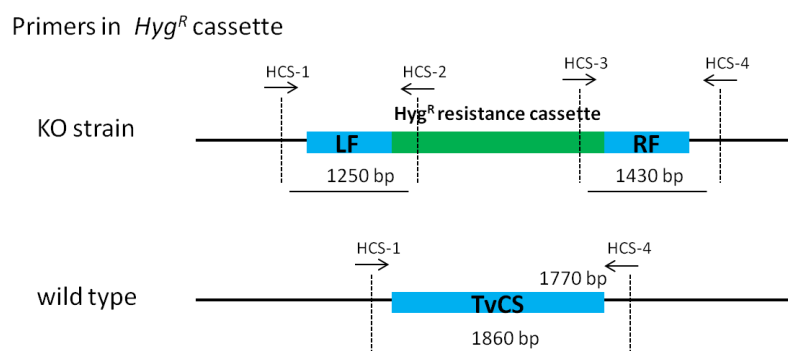 Primers in Hygᴿ cassette
HCS-1 HCS-2 HCS-3 HCS-4
Hygᴿ resistance cassette
KO strain
LF RF
1250 bp 1430 bp
HCS-1 HCS-4
1770 bp
wild type
TvCS
1860 bp